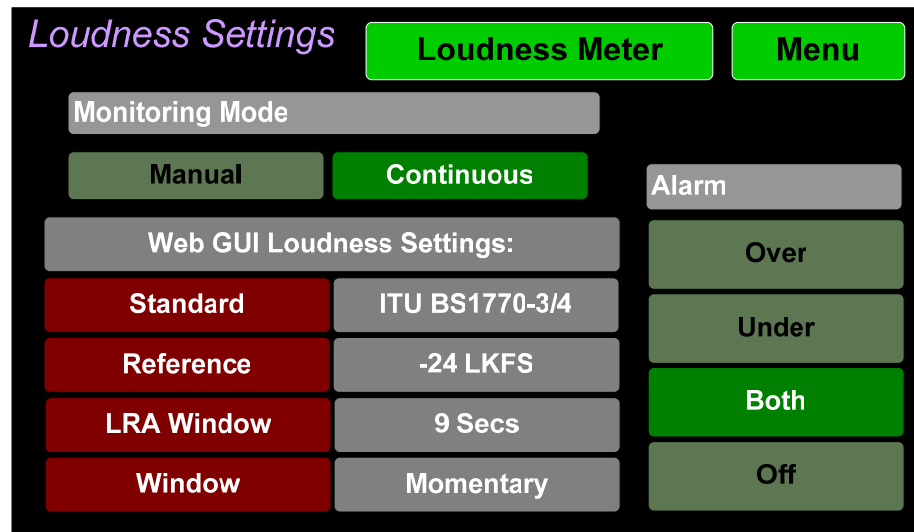 Loudness Settings
Loudness Meter
Menu
Monitoring Mode
Manual
Continuous
Alarm
Web GUI Loudness Settings:
Over
Standard
ITU BS1770-3/4
Under
Reference
-24 LKFS
Both
LRA Window
9 Secs
Window
Momentary
Off